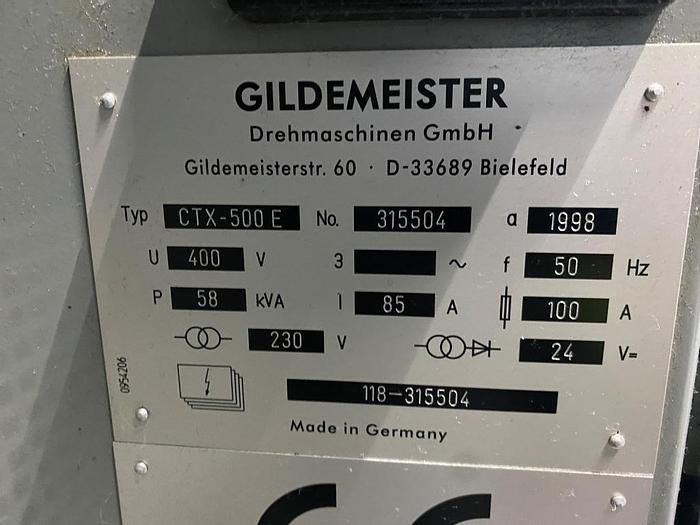 GILDEMEISTER
Drehmaschinen GmbH
Gildemeisterstr. 60 · D-33689 Bielefeld
Typ CTX-500 E No. 315504 a 1998
U 400 V 3 ~ f 50 Hz
P 58 kVA I 85 A 100 A
230 V 24 V=
0954206
118-315504
Made in Germany
CE